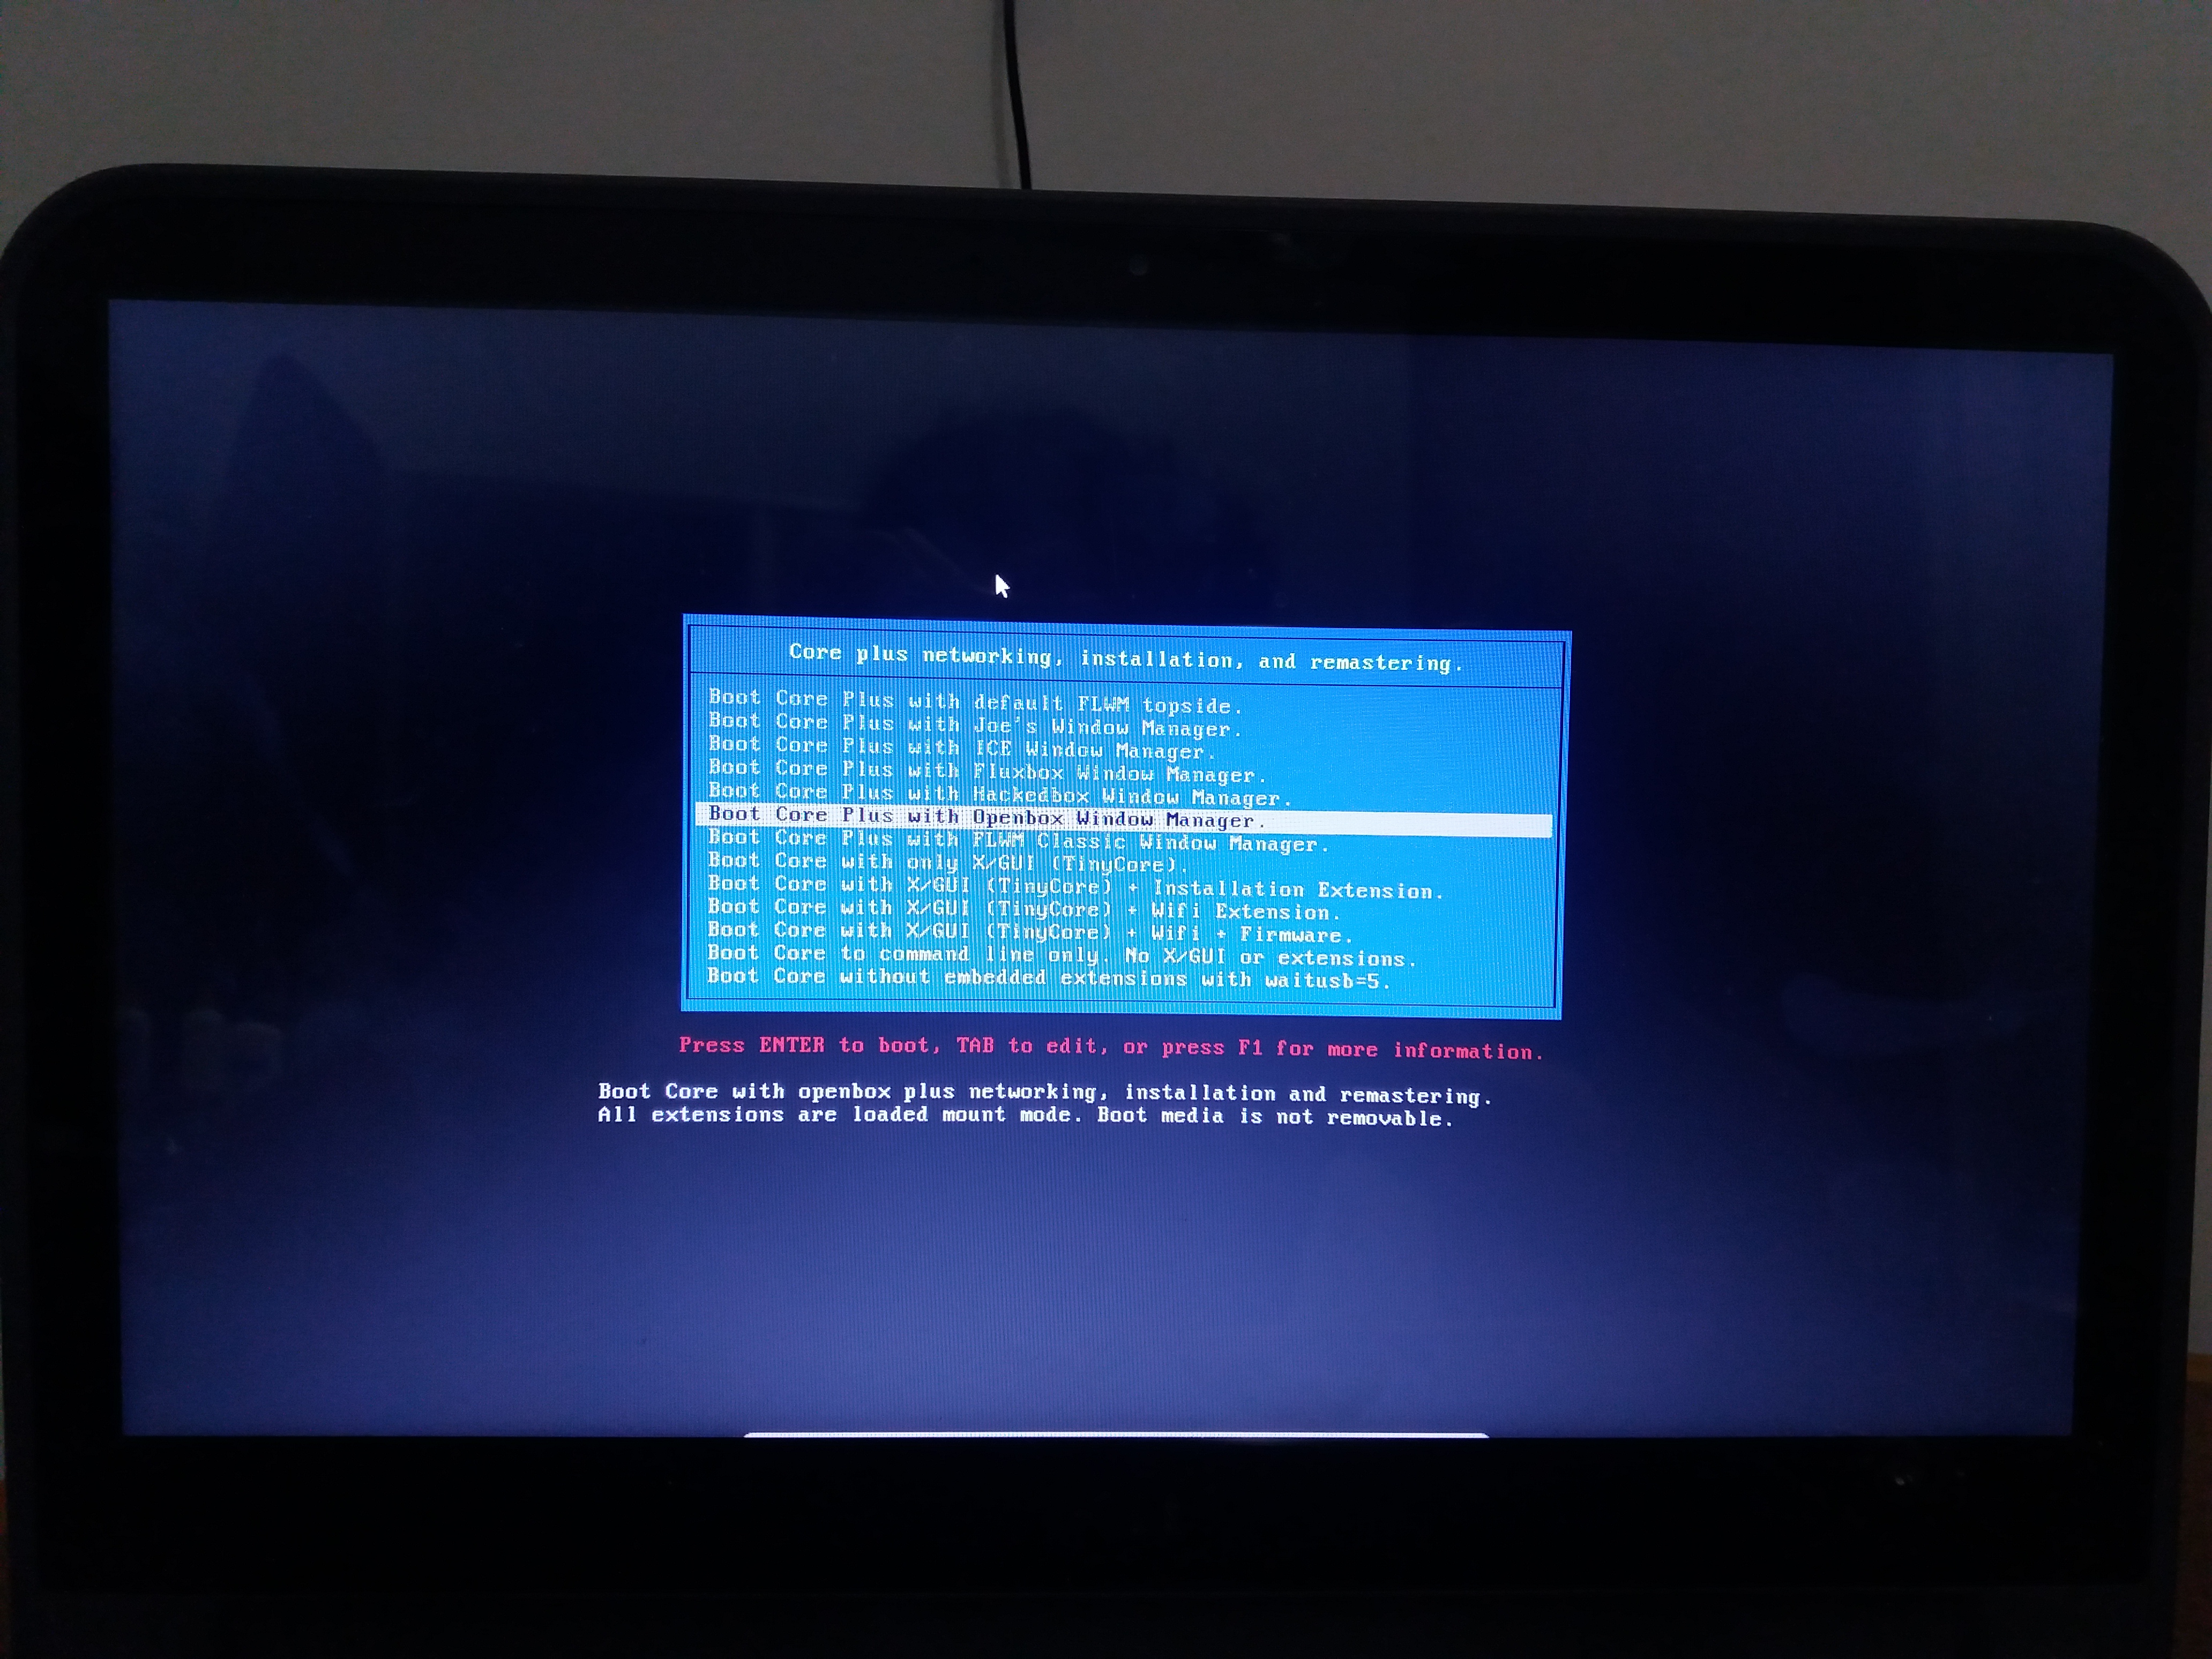 Core plus networking, installation, and remastering.
Boot Core Plus with default FLWM topside.
Boot Core Plus with Joe's Window Manager.
Boot Core Plus with ICE Window Manager.
Boot Core Plus with Fluxbox Window Manager.
Boot Core Plus with Hackedbox Window Manager.
Boot Core Plus with Openbox Window Manager.
Boot Core Plus with FLWM Classic Window Manager.
Boot Core with only X/GUI (TinyCore).
Boot Core with X/GUI (TinyCore) + Installation Extension.
Boot Core with X/GUI (TinyCore) + Wifi Extension.
Boot Core with X/GUI (TinyCore) + Wifi + Firmware.
Boot Core to command line only. No X/GUI or extensions.
Boot Core without embedded extensions with waitusb=5.
Press ENTER to boot, TAB to edit, or press F1 for more information.
Boot Core with openbox plus networking, installation and remastering.
All extensions are loaded mount mode. Boot media is not removable.